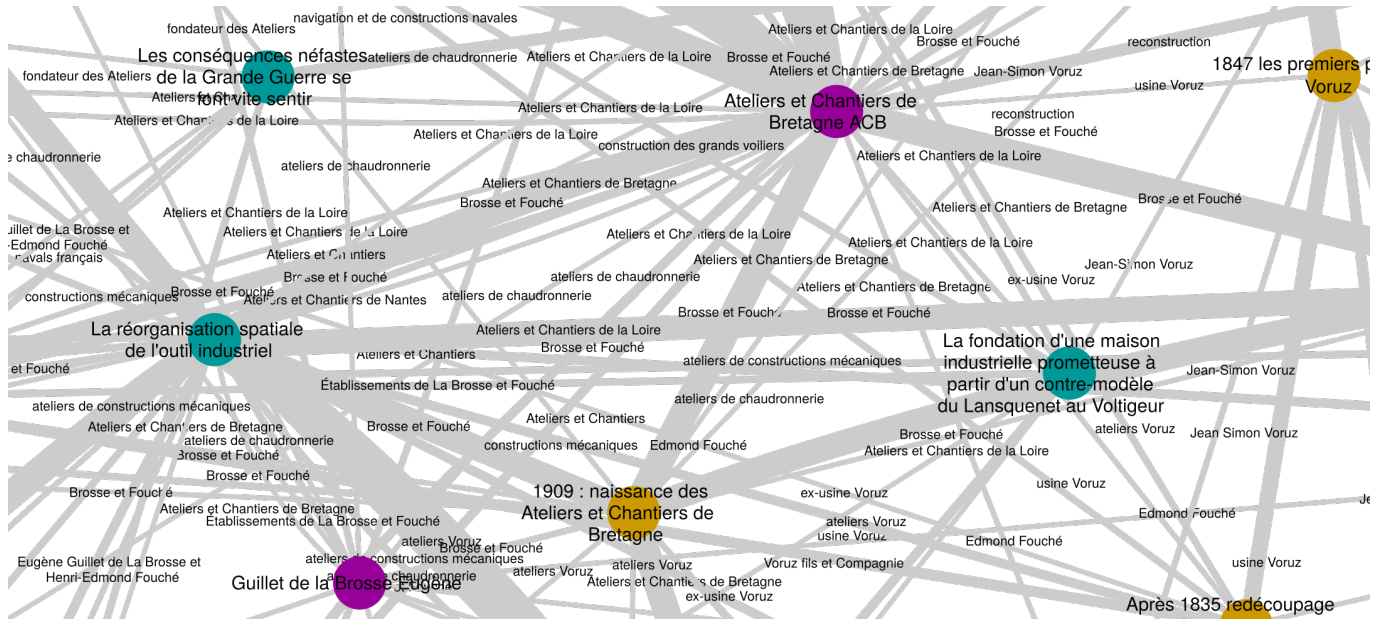 navigation et de constructions navales
fondateur des Ateliers
Ateliers et Chantiers de la Loire
Brosse et Fouché
reconstruction
Les conséquences néfastes
de la Grande Guerre se
font vite sentir
ateliers de chaudronnerie
Ateliers et Chantiers de la Loire
Brosse et Fouché
1847 les premiers p
Voruz
fondateur des Ateliers
Ateliers et Chantiers de Bretagne
Jean-Simon Voruz
usine Voruz
Ateliers et Chantiers de la Loire
Ateliers et Chantiers de
Bretagne ACB
reconstruction
Ateliers et Chantiers de la Loire
Ateliers et Chantiers de la Loire
Brosse et Fouché
construction des grands voiliers
e chaudronnerie
ateliers de chaudronnerie
Ateliers et Chantiers de la Loire
Ateliers et Chantiers de Bretagne
Brosse et Fouché
Brosse et Fouché
Ateliers et Chantiers de la Loire
Ateliers et Chantiers de Bretagne
uillet de La Brosse et
-Edmond Fouché
navals français
Ateliers et Chantiers de la Loire
Ateliers et Chantiers de la Loire
Ateliers et Chantiers de la Loire
Ateliers et Chantiers
Ateliers et Chantiers de Bretagne
Jean-Simon Voruz
Brosse et Fouché
ateliers de chaudronnerie
ex-usine Voruz
constructions mécaniques
Brosse et Fouché
Ateliers et Chantiers de Nantes
ateliers de chaudronnerie
Ateliers et Chantiers de Bretagne
Brosse et Fouché
Brosse et Fouché
La réorganisation spatiale
de l'outil industriel
Ateliers et Chantiers de la Loire
Brosse et Fouché
La fondation d'une maison
industrielle prometteuse à
partir d'un contre-modèle
du Lansquenet au Voltigeur
Ateliers et Chantiers
ateliers de constructions mécaniques
et Fouché
Jean-Simon Voruz
Établissements de La Brosse et Fouché
ateliers de chaudronnerie
ateliers de constructions mécaniques
Ateliers et Chantiers
Ateliers et Chantiers de Bretagne
Brosse et Fouché
ateliers Voruz
Jean Simon Voruz
ateliers de chaudronnerie
constructions mécaniques
Edmond Fouché
Brosse et Fouché
Ateliers et Chantiers de la Loire
Brosse et Fouché
Brosse et Fouché
usine Voruz
Brosse et Fouché
1909 : naissance des
Ateliers et Chantiers de
Bretagne
ex-usine Voruz
Je
Ateliers et Chantiers de Bretagne
Établissements de La Brosse et Fouché
ateliers Voruz
usine Voruz
Edmond Fouché
Edmond Fouché
ateliers Voruz
Brosse et Fouché
Eugène Guillet de La Brosse et
Henri-Edmond Fouché
ateliers de constructions mécaniques
ateliers Voruz
ateliers Voruz
Voruz fils et Compagnie
usine Voruz
chaudronnerie
Guillet de la Brosse Eugène
Ateliers et Chantiers de Bretagne
ex-usine Voruz
Après 1835 redécoupage